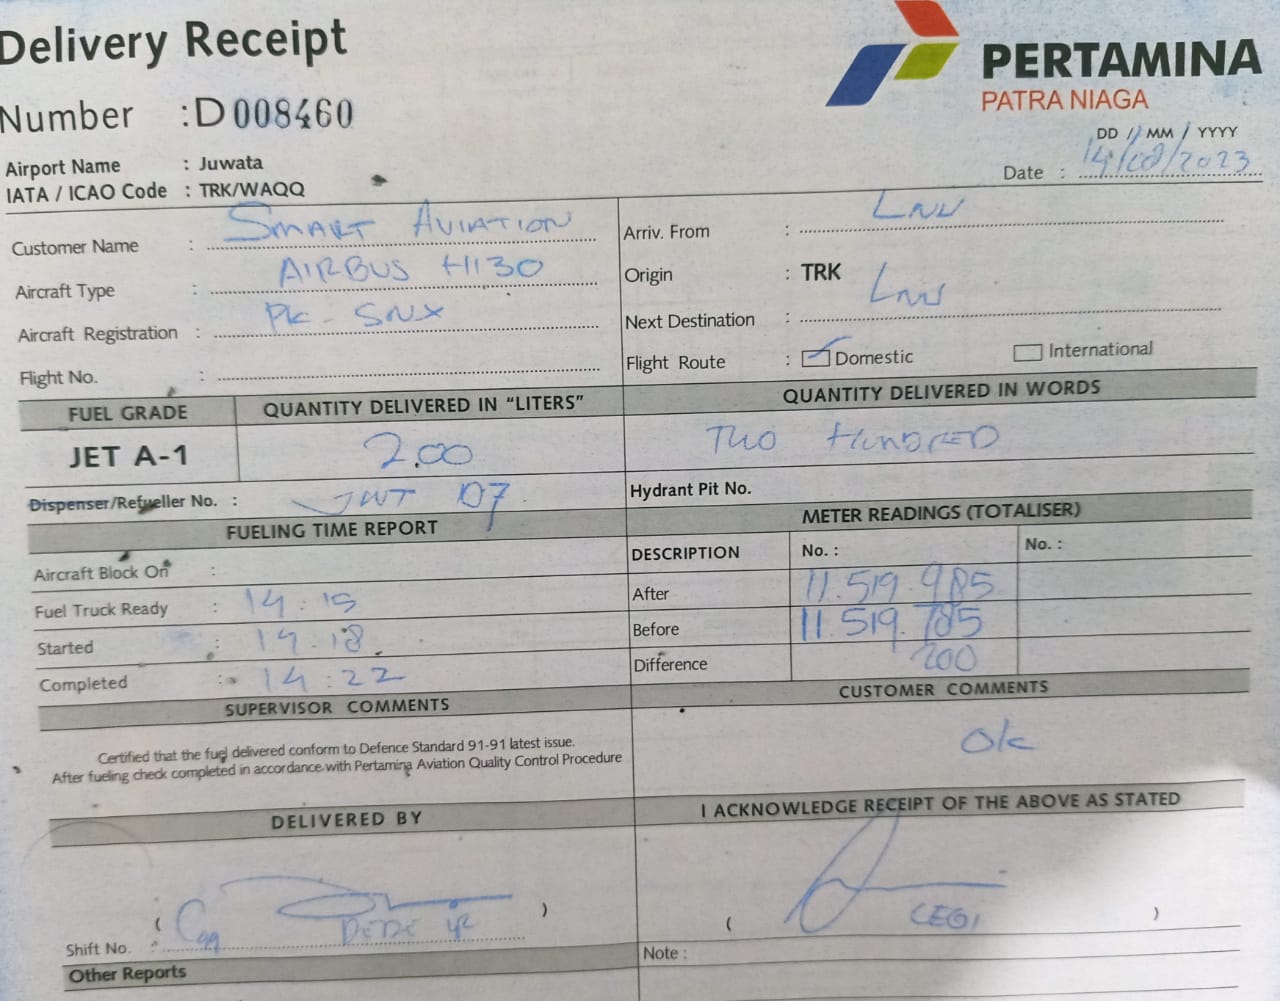 Delivery Receipt
PERTAMINA
PATRA NIAGA
Number : D 008460
DD / MM / YYYY
Airport Name : Juwata
Date : 14/08/2023
IATA / ICAO Code : TRK/WAQQ
Customer Name : SMART AVIATION
Arriv. From : LNU
Aircraft Type : AIRBUS H130
Origin : TRK
Aircraft Registration : PK - SNX
Next Destination : LNU
Flight No. :
Flight Route : Domestic International
FUEL GRADE QUANTITY DELIVERED IN “LITERS” QUANTITY DELIVERED IN WORDS
JET A-1 200 TWO HUNDRED
Dispenser/Refueller No. : JWT 07
Hydrant Pit No.
FUELING TIME REPORT METER READINGS (TOTALISER)
DESCRIPTION No. : No. :
Aircraft Block On :
Fuel Truck Ready : 14 : 15
After 11.519.985
Started : 14 : 18
Before 11.519.785
Completed : 14 : 22
Difference 200
SUPERVISOR COMMENTS CUSTOMER COMMENTS
Certified that the fuel delivered conform to Defence Standard 91-91 latest issue.
After fueling check completed in accordance with Pertamina Aviation Quality Control Procedure
Ok
DELIVERED BY I ACKNOWLEDGE RECEIPT OF THE ABOVE AS STATED
( DEDE )
( CEGI )
Shift No. :
Note :
Other Reports